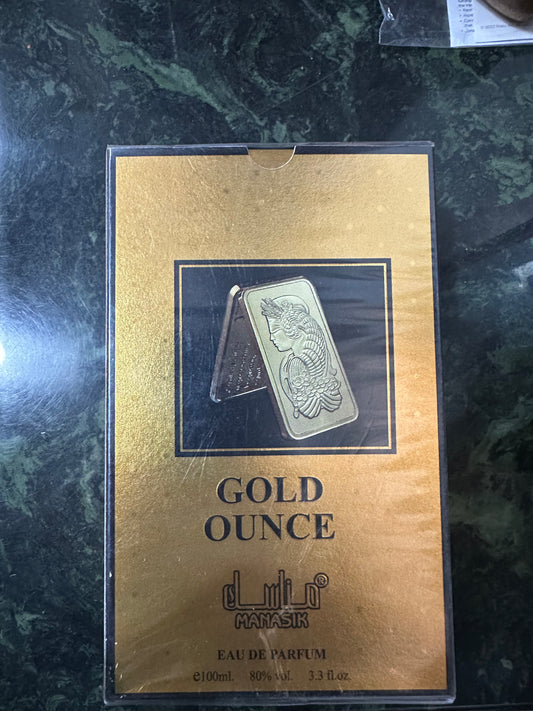 GOLD
OUNCE
مناسك®
MANASIK
EAU DE PARFUM
℮100ml. 80% vol. 3.3 fl.oz.